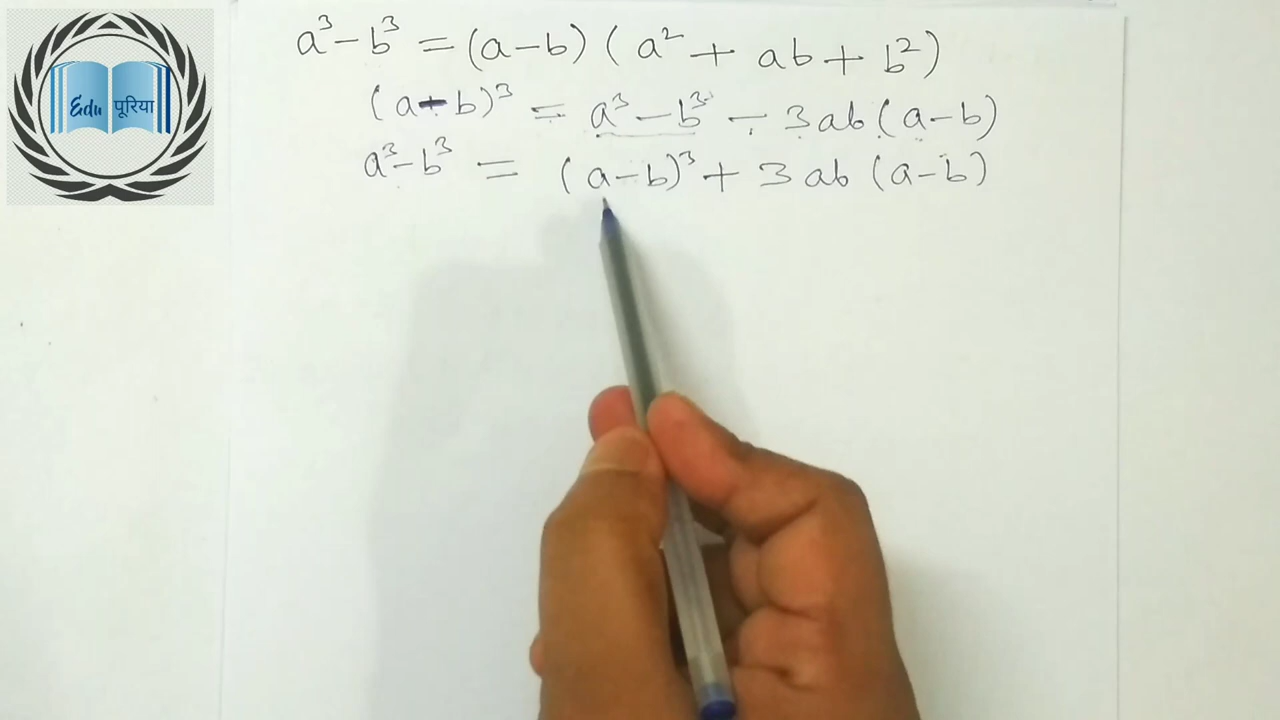 Edu पूरिया
a³ − b³ = (a − b) (a² + ab + b²)
(a − b)³ = a³ − b³ − 3ab(a − b)
a³ − b³ = (a − b)³ + 3ab(a − b)